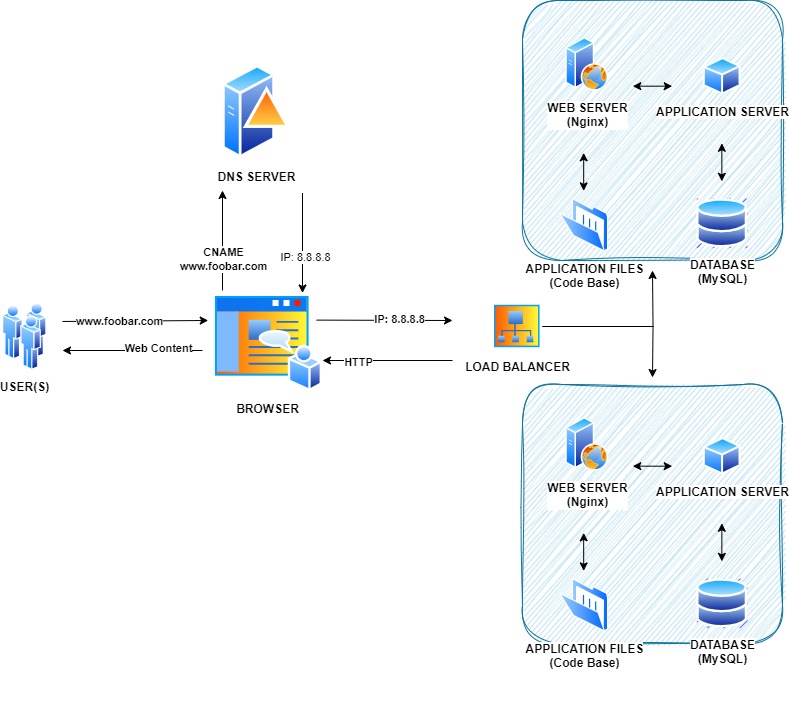 WEB SERVER
(Nginx)
APPLICATION SERVER
APPLICATION FILES
(Code Base)
DATABASE
(MySQL)
DNS SERVER
CNAME
www.foobar.com
IP: 8.8.8.8
www.foobar.com
Web Content
USER(S)
BROWSER
IP: 8.8.8.8
HTTP
LOAD BALANCER
WEB SERVER
(Nginx)
APPLICATION SERVER
APPLICATION FILES
(Code Base)
DATABASE
(MySQL)